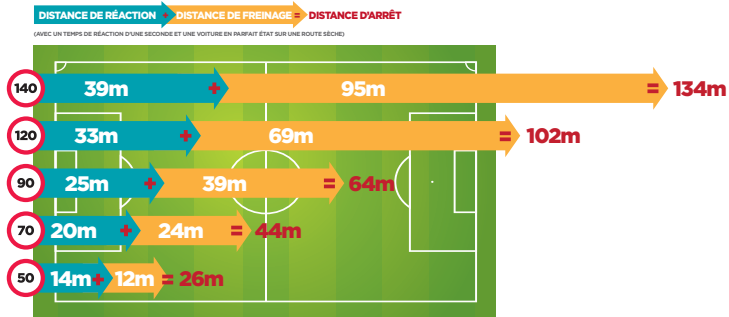 DISTANCE DE RÉACTION + DISTANCE DE FREINAGE = DISTANCE D'ARRÊT
(AVEC UN TEMPS DE RÉACTION D'UNE SECONDE ET UNE VOITURE EN PARFAIT ÉTAT SUR UNE ROUTE SÈCHE)
140 39m + 95m = 134m
120 33m + 69m = 102m
90 25m + 39m = 64m
70 20m + 24m = 44m
50 14m + 12m = 26m